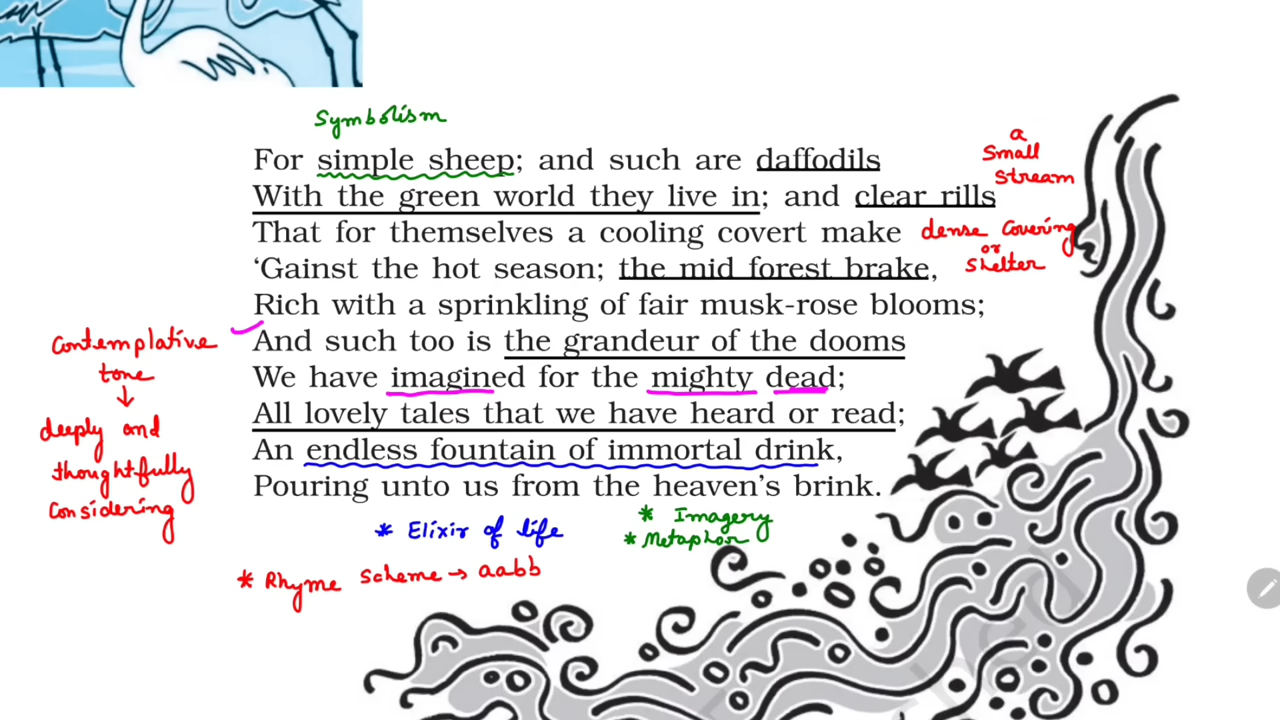 Symbolism
For simple sheep; and such are daffodils
With the green world they live in; and clear rills
a
Small
Stream
That for themselves a cooling covert make
dense covering
or
Shelter
'Gainst the hot season; the mid forest brake,
Rich with a sprinkling of fair musk-rose blooms;
And such too is the grandeur of the dooms
We have imagined for the mighty dead;
All lovely tales that we have heard or read;
An endless fountain of immortal drink,
Pouring unto us from the heaven's brink.
Contemplative
tone
↓
deeply and
thoughtfully
Considering
* Elixir of life
* Imagery
* Metaphor
* Rhyme Scheme → aabb